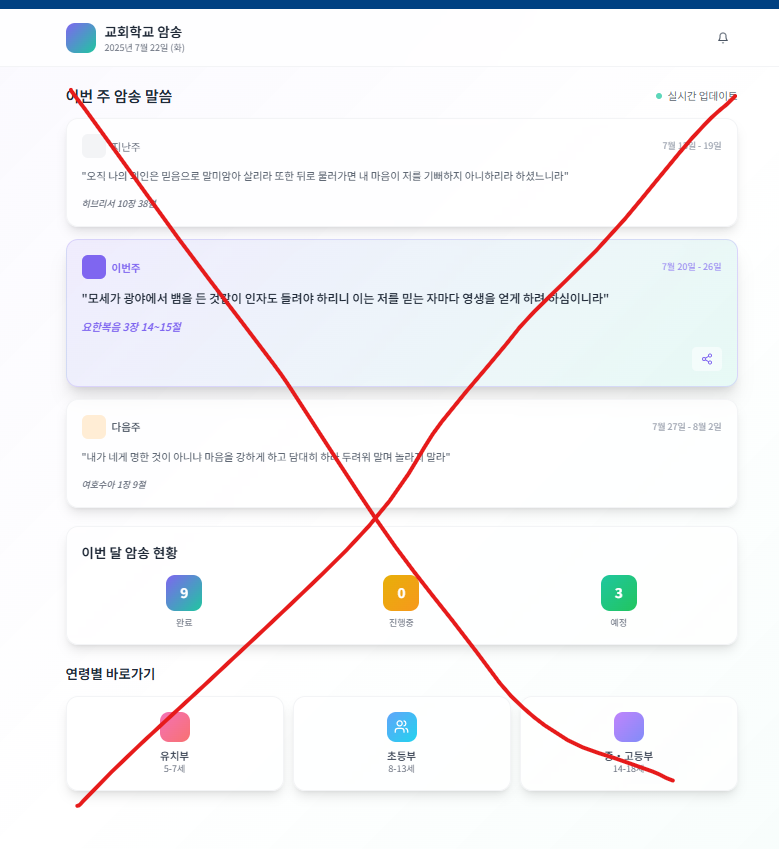 교회학교 암송
2025년 7월 22일 (화)
이번 주 암송 말씀
실시간 업데이트
지난주
7월 13일 - 19일
"오직 나의 의인은 믿음으로 말미암아 살리라 또한 뒤로 물러가면 내 마음이 저를 기뻐하지 아니하리라 하셨느니라"
히브리서 10장 38절
이번주
7월 20일 - 26일
"모세가 광야에서 뱀을 든 것같이 인자도 들려야 하리니 이는 저를 믿는 자마다 영생을 얻게 하려 하심이니라"
요한복음 3장 14~15절
다음주
7월 27일 - 8월 2일
"내가 네게 명한 것이 아니냐 마음을 강하게 하고 담대히 하라 두려워 말며 놀라지 말라"
여호수아 1장 9절
이번 달 암송 현황
9
0
3
완료
진행중
예정
연령별 바로가기
유치부
초등부
중·고등부
5-7세
8-13세
14-18세